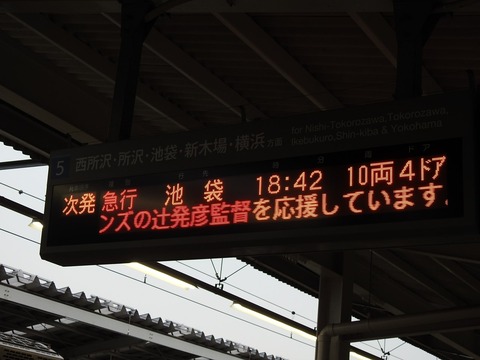 5 西所沢・所沢・池袋・新木場・横浜方面
for Nishi-Tokorozawa,Tokorozawa,
Ikebukuro,Shin-kiba & Yokohama
次発 急行 池袋 18:42 10両4ドア
ンズの辻発彦監督を応援しています。